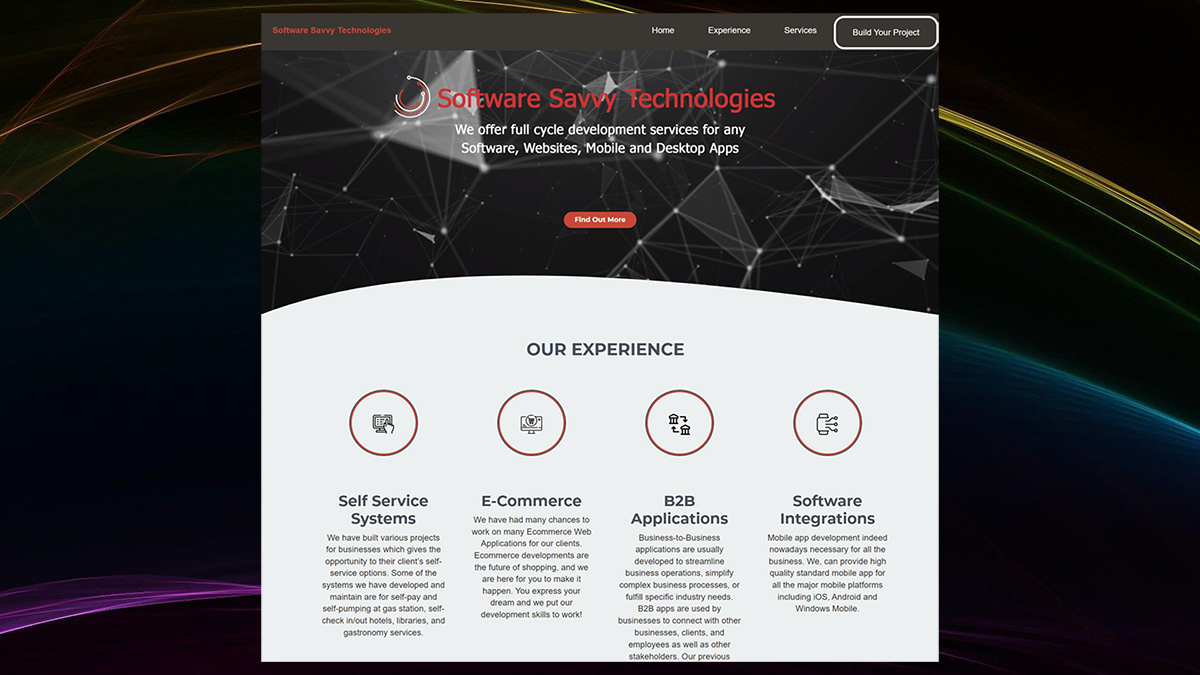 Software Savvy Technologies
Home
Experience
Services
Build Your Project
Software Savvy Technologies
We offer full cycle development services for any
Software, Websites, Mobile and Desktop Apps
Find Out More
OUR EXPERIENCE
Self Service
Systems
We have built various projects
for businesses which gives the
opportunity to their client's self-
service options. Some of the
systems we have developed and
maintain are for self-pay and
self-pumping at gas station, self-
check in/out hotels, libraries, and
gastronomy services.
E-Commerce
We have had many chances to
work on many Ecommerce Web
Applications for our clients.
Ecommerce developments are
the future of shopping, and we
are here for you to make it
happen. You express your
dream and we put our
development skills to work!
B2B
Applications
Business-to-Business
applications are usually
developed to streamline
business operations, simplify
complex business processes, or
fulfill specific industry needs.
B2B apps are used by
businesses to connect with other
businesses, clients, and
employees as well as other
stakeholders. Our previous
Software
Integrations
Mobile app development indeed
nowadays necessary for all the
business. We, can provide high
quality standard mobile app for
all the major mobile platforms
including iOS, Android and
Windows Mobile.